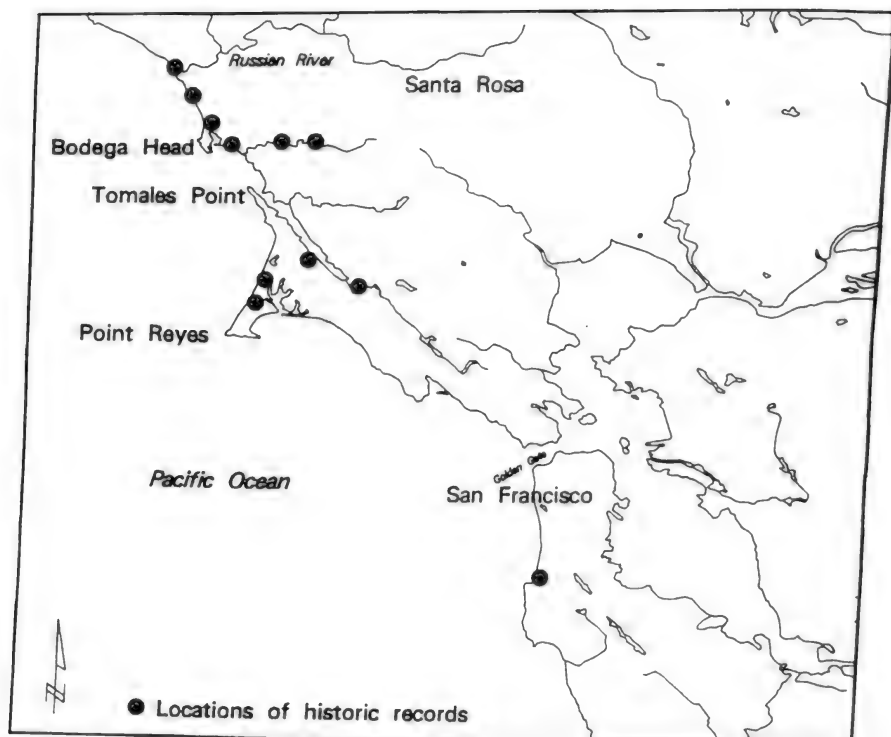 Russian River
Santa Rosa
Bodega Head
Tomales Point
Point Reyes
Golden Gate
Pacific Ocean
San Francisco
Locations of historic records